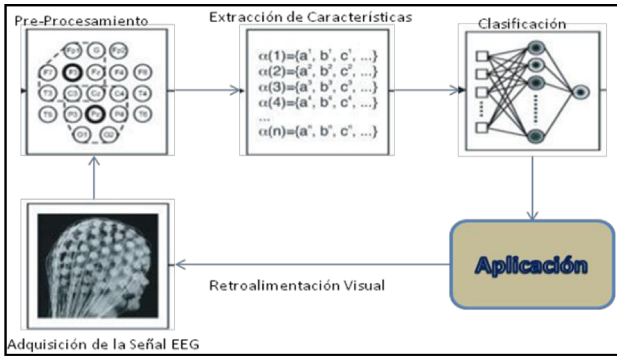 Pre-Procesamiento
Extracción de Características
Clasificación
Fp1 G Fp2
F7 F3 Fz F4 F8
T3 C3 Cz C4 T4
T5 P3 Pz P4 T6
O1 O2
α(1)={a¹, b¹, c¹, ...}
α(2)={a², b², c², ...}
α(3)={a³, b³, c³, ...}
α(4)={a⁴, b⁴, c⁴, ...}
...
α(n)={aⁿ, bⁿ, cⁿ, ...}
Aplicación
Retroalimentación Visual
Adquisición de la Señal EEG